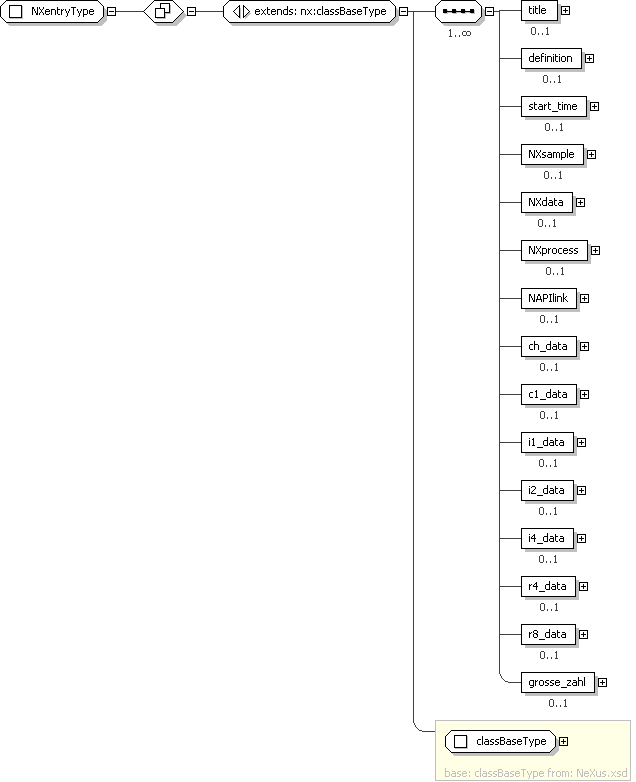 NXentryType
extends: nx:classBaseType
1..∞
title
0..1
definition
0..1
start_time
0..1
NXsample
0..1
NXdata
0..1
NXprocess
0..1
NAPIlink
0..1
ch_data
0..1
c1_data
0..1
i1_data
0..1
i2_data
0..1
i4_data
0..1
r4_data
0..1
r8_data
0..1
grosse_zahl
0..1
classBaseType
base: classBaseType from: NeXus.xsd